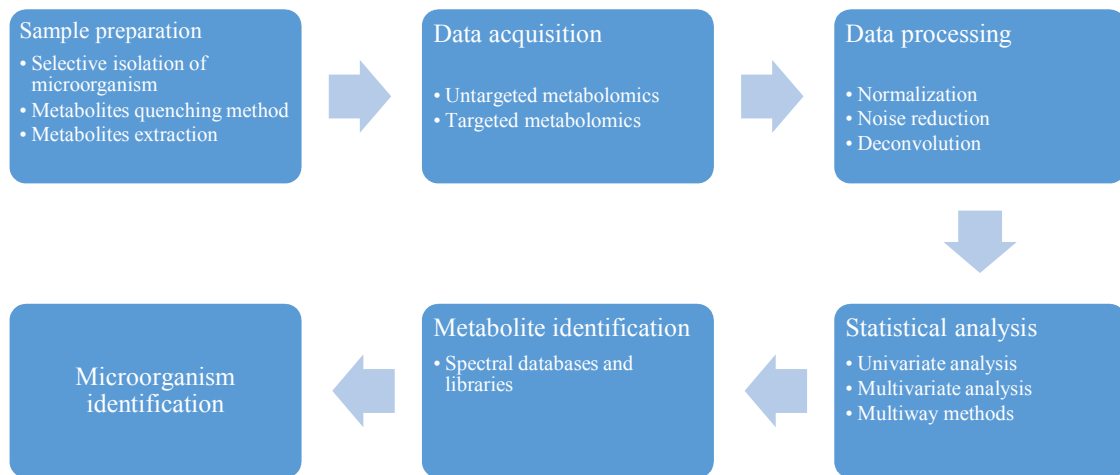 Sample preparation
• Selective isolation of
microorganism
• Metabolites quenching method
• Metabolites extraction
Data acquisition
• Untargeted metabolomics
• Targeted metabolomics
Data processing
• Normalization
• Noise reduction
• Deconvolution
Statistical analysis
• Univariate analysis
• Multivariate analysis
• Multiway methods
Metabolite identification
• Spectral databases and
libraries
Microorganism
identification